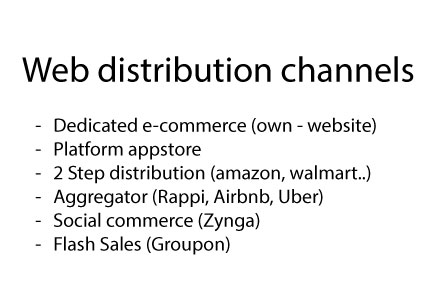 Web distribution channels
- Dedicated e-commerce (own - website)
- Platform appstore
- 2 Step distribution (amazon, walmart..)
- Aggregator (Rappi, Airbnb, Uber)
- Social commerce (Zynga)
- Flash Sales (Groupon)